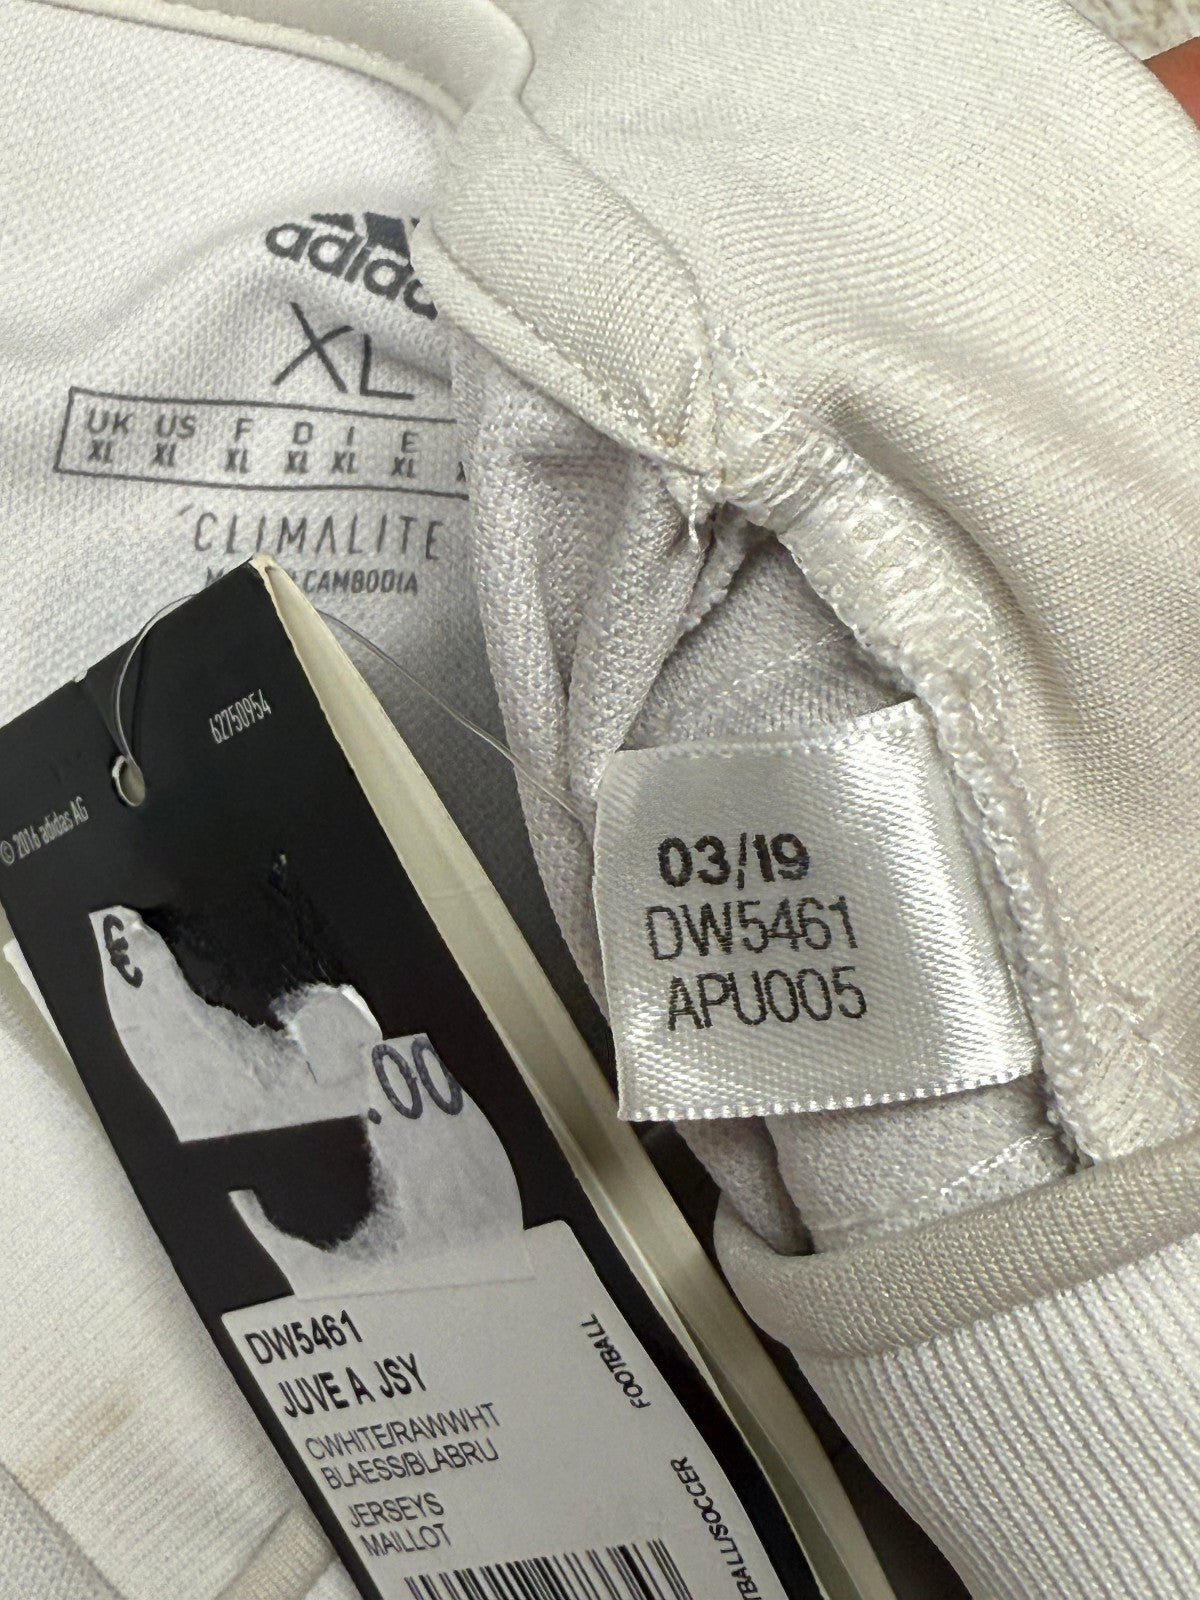 adidas
XL
UK US F D I E
XL XL XL XL XL XL
CLIMALITE
CAMBODIA
62750954
© 2016 adidas AG
03/19
DW5461
APU005
€
.00
DW5461
JUVE A JSY
CWHITE/RAWWHT
BLAESS/BLABRU
JERSEYS
MAILLOT
FOOTBALL
TBALL/SOCCER